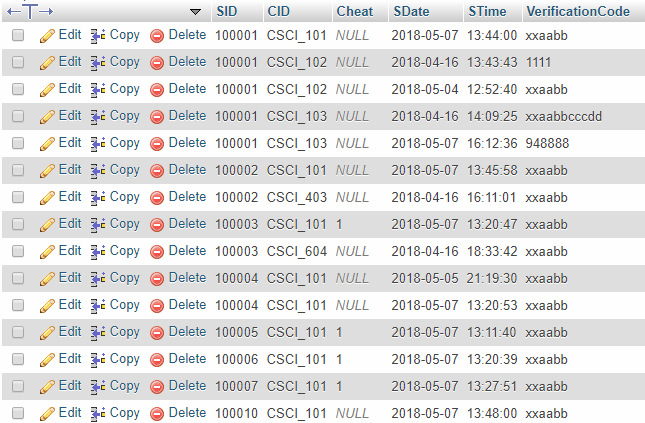 SID CID Cheat SDate STime VerificationCode
Edit Copy Delete 100001 CSCI_101 NULL 2018-05-07 13:44:00 xxaabb
Edit Copy Delete 100001 CSCI_102 NULL 2018-04-16 13:43:43 1111
Edit Copy Delete 100001 CSCI_102 NULL 2018-05-04 12:52:40 xxaabb
Edit Copy Delete 100001 CSCI_103 NULL 2018-04-16 14:09:25 xxaabbcccdd
Edit Copy Delete 100001 CSCI_103 NULL 2018-05-07 16:12:36 948888
Edit Copy Delete 100002 CSCI_101 NULL 2018-05-07 13:45:58 xxaabb
Edit Copy Delete 100002 CSCI_403 NULL 2018-04-16 16:11:01 xxaabb
Edit Copy Delete 100003 CSCI_101 1 2018-05-07 13:20:47 xxaabb
Edit Copy Delete 100003 CSCI_604 NULL 2018-04-16 18:33:42 xxaabb
Edit Copy Delete 100004 CSCI_101 NULL 2018-05-05 21:19:30 xxaabb
Edit Copy Delete 100004 CSCI_101 NULL 2018-05-07 13:20:53 xxaabb
Edit Copy Delete 100005 CSCI_101 1 2018-05-07 13:11:40 xxaabb
Edit Copy Delete 100006 CSCI_101 1 2018-05-07 13:20:39 xxaabb
Edit Copy Delete 100007 CSCI_101 1 2018-05-07 13:27:51 xxaabb
Edit Copy Delete 100010 CSCI_101 NULL 2018-05-07 13:48:00 xxaabb